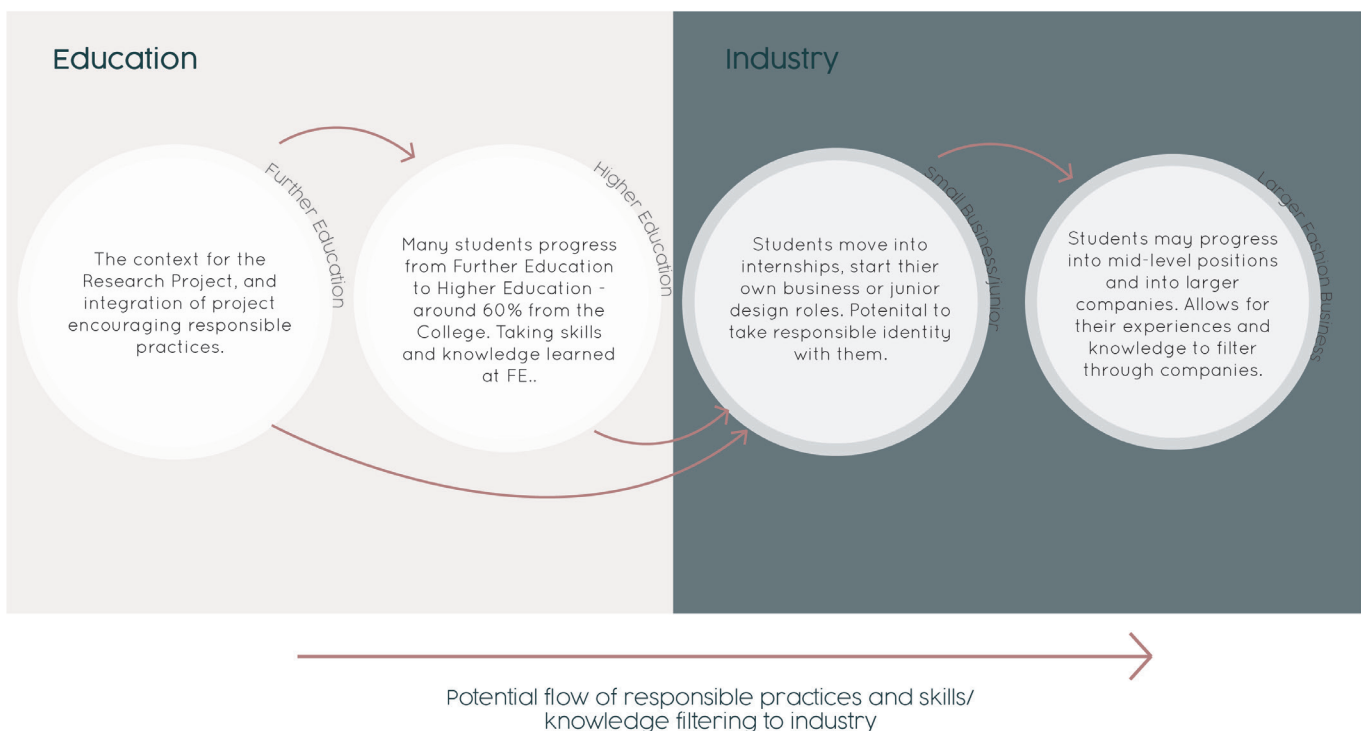 Education
Further Education
The context for the
Research Project, and
integration of project
encouraging responsible
practices.
Higher Education
Many students progress
from Further Education
to Higher Education -
around 60% from the
College. Taking skills
and knowledge learned
at FE..
Industry
small Business/junior
Students move into
internships, start thier
own business or junior
design roles. Potenital to
take responsible identity
with them.
Larger Fashion Business
Students may progress
into mid-level positions
and into larger
companies. Allows for
their experiences and
knowledge to filter
through companies.
Potential flow of responsible practices and skills/
knowledge filtering to industry